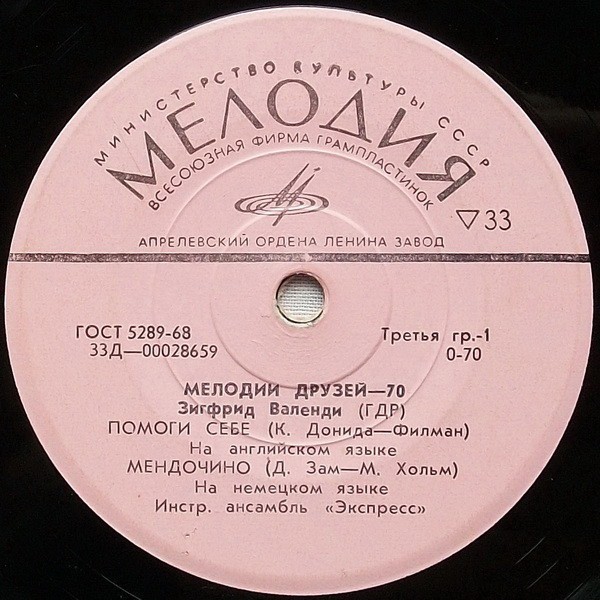 МИНИСТЕРСТВО КУЛЬТУРЫ СССР
МЕЛОДИЯ
ВСЕСОЮЗНАЯ ФИРМА ГРАМПЛАСТИНОК
▽33
АПРЕЛЕВСКИЙ ОРДЕНА ЛЕНИНА ЗАВОД
ГОСТ 5289-68
Третья гр.-1
33Д—00028659
0-70
МЕЛОДИИ ДРУЗЕЙ—70
Зигфрид Валенди (ГДР)
ПОМОГИ СЕБЕ (К. Донида—Филман)
На английском языке
МЕНДОЧИНО (Д. Зам—М. Хольм)
На немецком языке
Инстр. ансамбль «Экспресс»